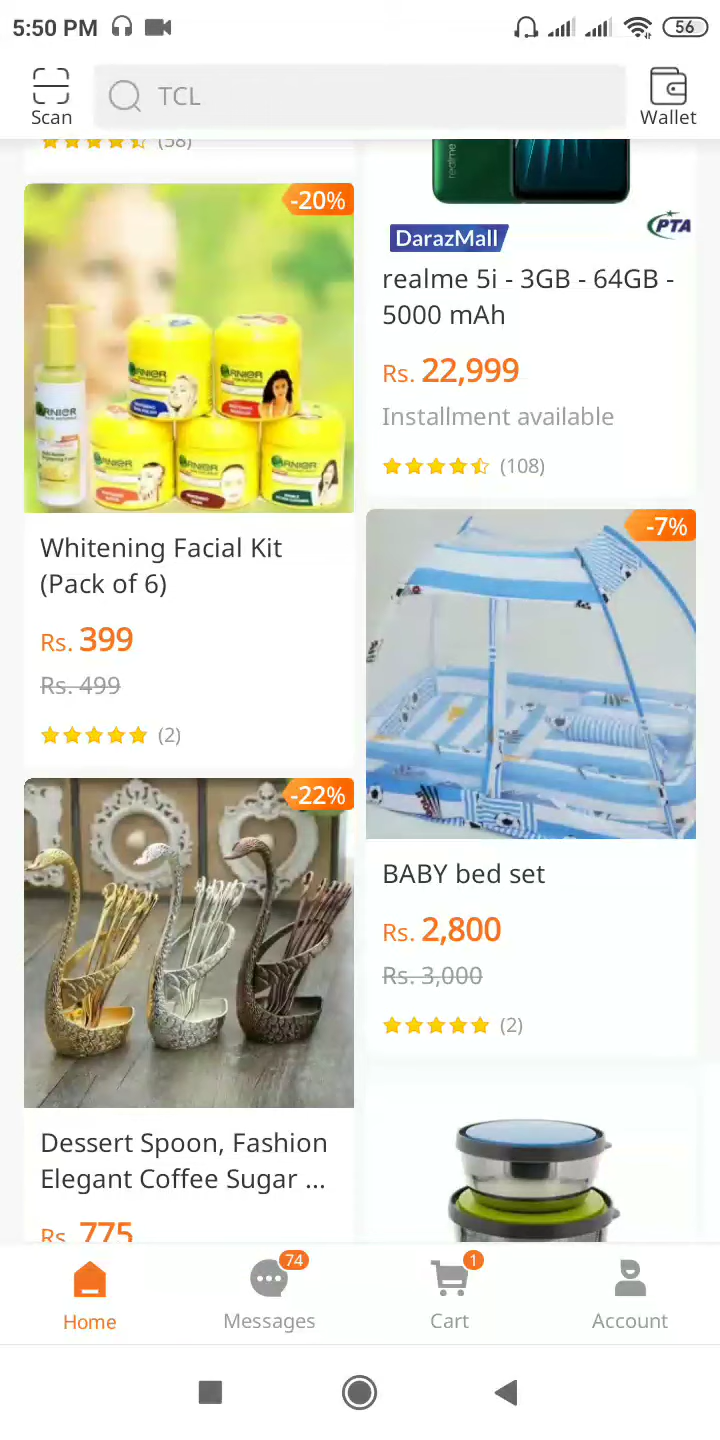 5:50 PM
56
Scan
TCL
Wallet
(58)
-20%
GARNIER
Whitening Facial Kit
(Pack of 6)
Rs. 399
Rs. 499
(2)
-22%
Dessert Spoon, Fashion
Elegant Coffee Sugar ...
Rs. 775
realme
PTA
DarazMall
realme 5i - 3GB - 64GB -
5000 mAh
Rs. 22,999
Installment available
(108)
-7%
BABY bed set
Rs. 2,800
Rs. 3,000
(2)
Home
74
Messages
1
Cart
Account